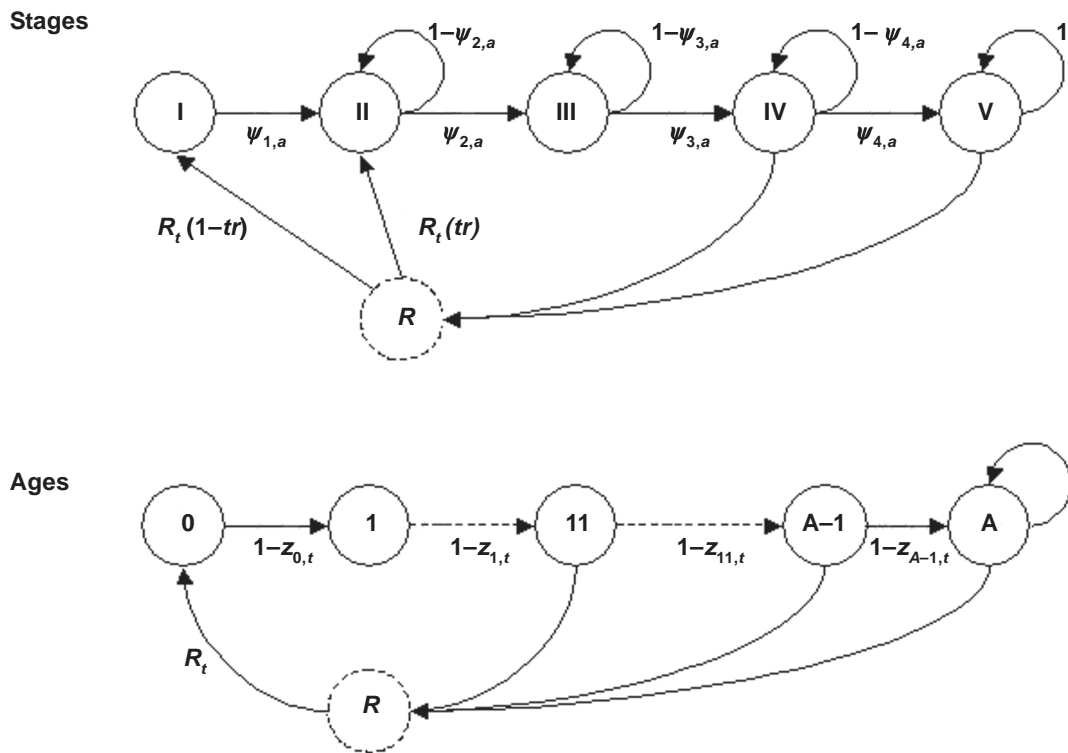 Stages
1–ψ2,a
1–ψ3,a
1– ψ4,a
1
I
II
III
IV
V
ψ1,a
ψ2,a
ψ3,a
ψ4,a
Rt (1–tr)
Rt (tr)
R
Ages
0
1
11
A–1
A
1–z0,t
1–z1,t
1–z11,t
1–zA–1,t
Rt
R